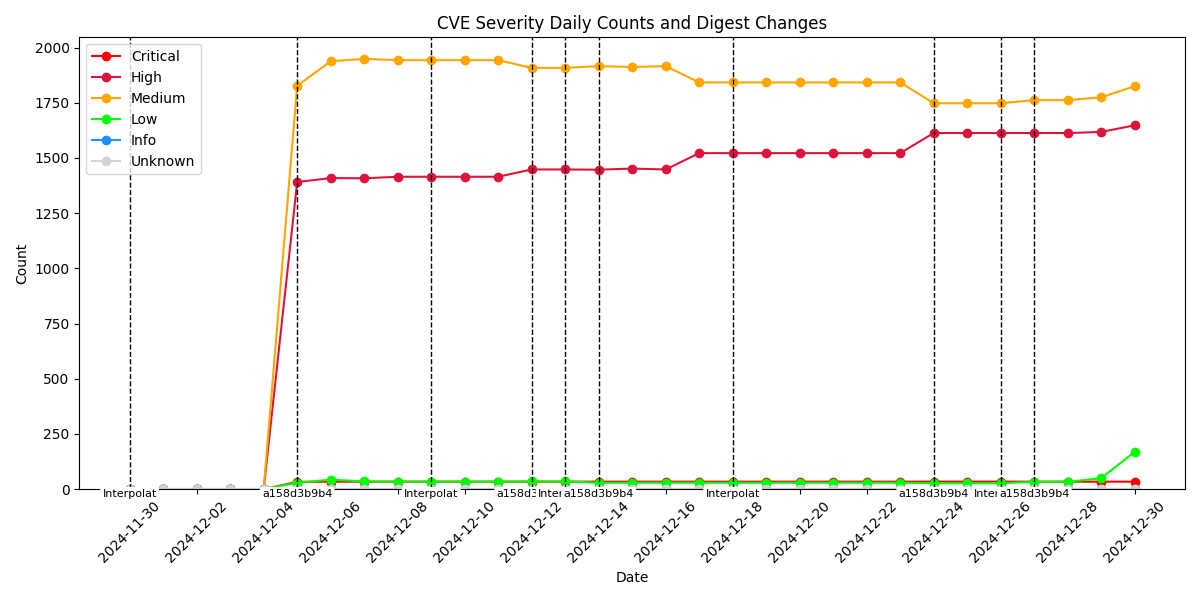 CVE Severity Daily Counts and Digest Changes
Critical
High
Medium
Low
Info
Unknown
2000
1750
1500
1250
1000
750
500
250
0
Count
Interpolat
a158d3b9b4
Interpolat
a158d3
Inter
a158d3b9b4
Interpolat
a158d3b9b4
Inter
a158d3b9b4
2024-11-30
2024-12-02
2024-12-04
2024-12-06
2024-12-08
2024-12-10
2024-12-12
2024-12-14
2024-12-16
2024-12-18
2024-12-20
2024-12-22
2024-12-24
2024-12-26
2024-12-28
2024-12-30
Date